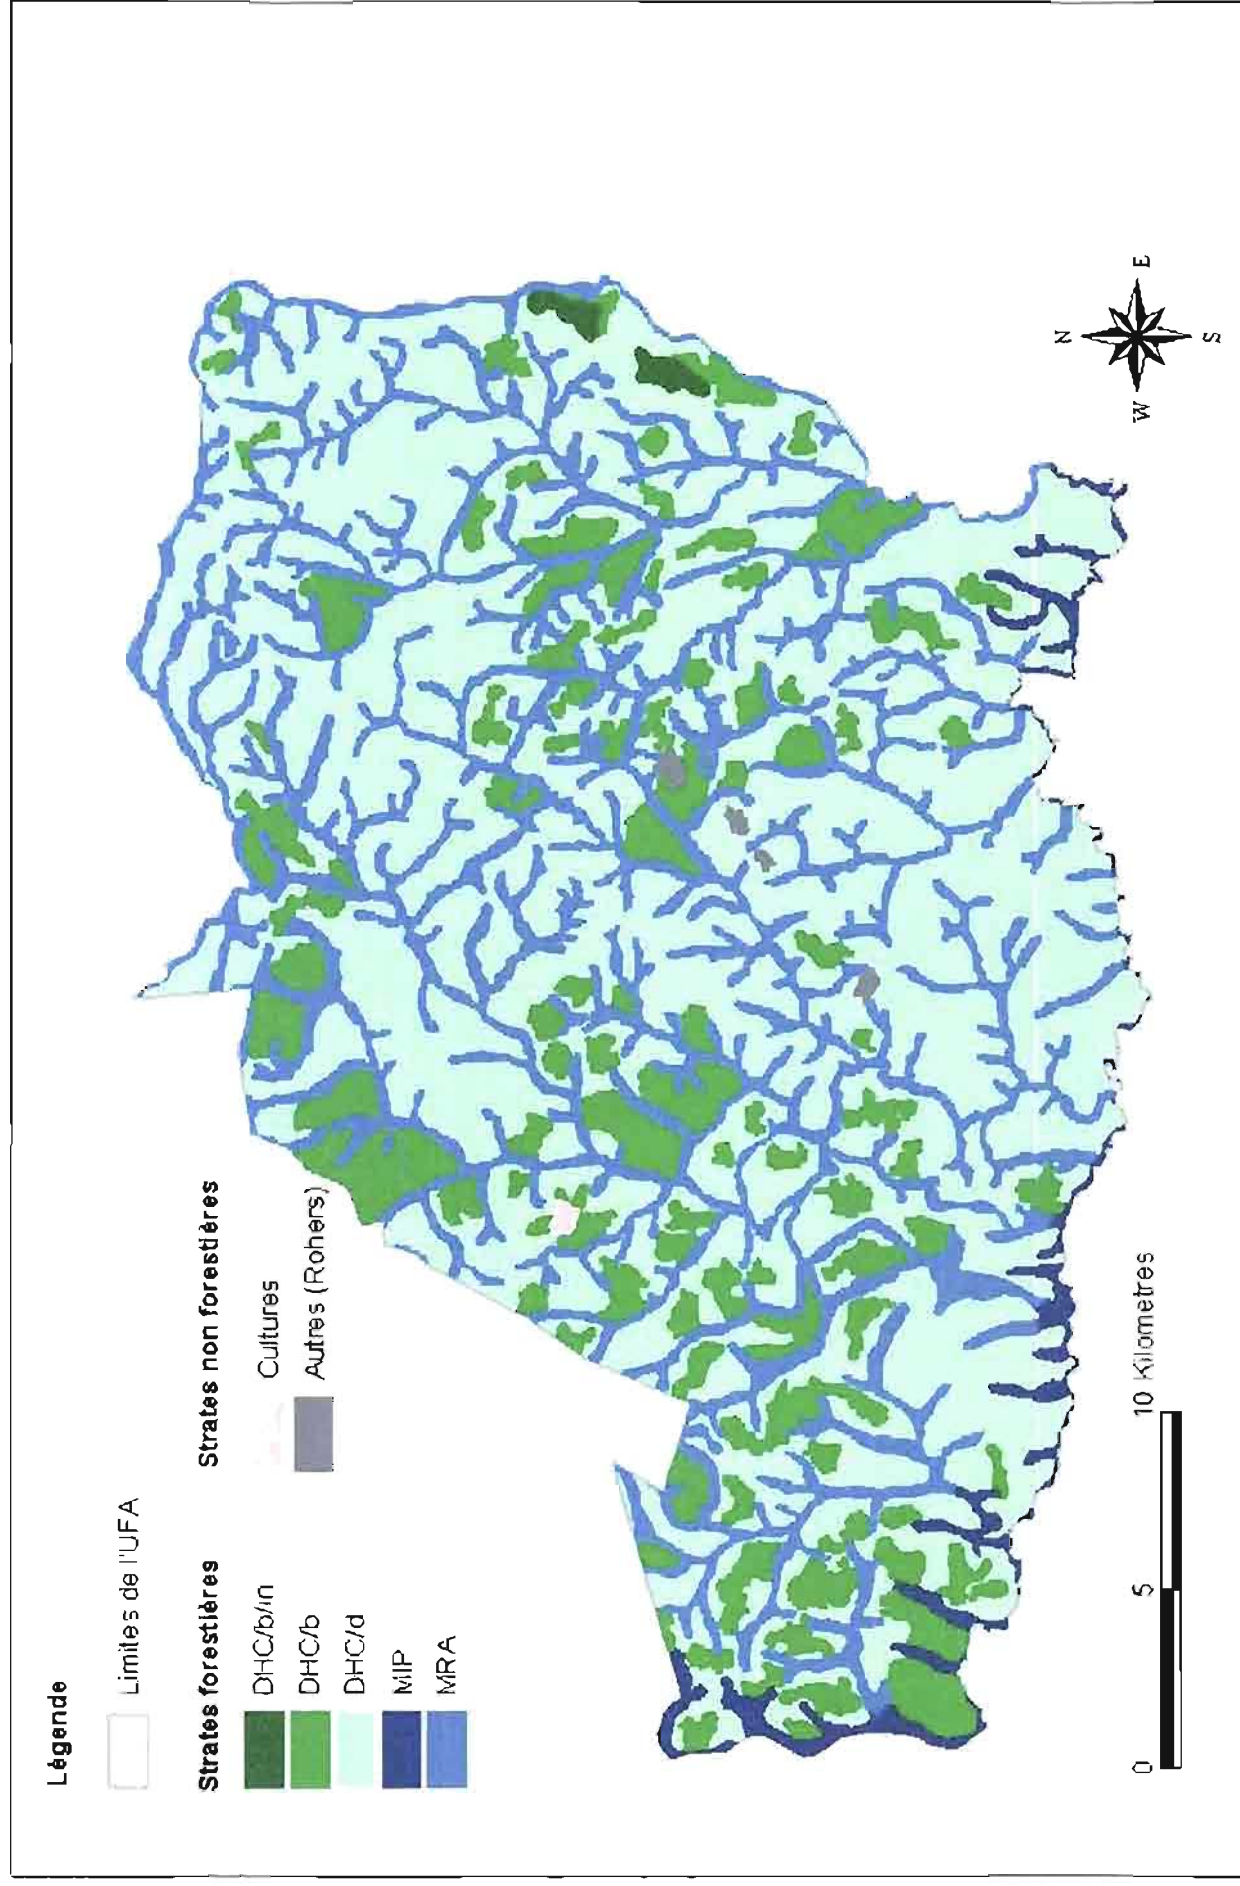 Légende
Limites de l'UFA
Strates forestières
DHC/b/in
DHC/b
DHC/d
MIP
MRA
Strates non forestières
Cultures
Autres (Rohers)
N
W
E
S
0
5
10 Kilometres